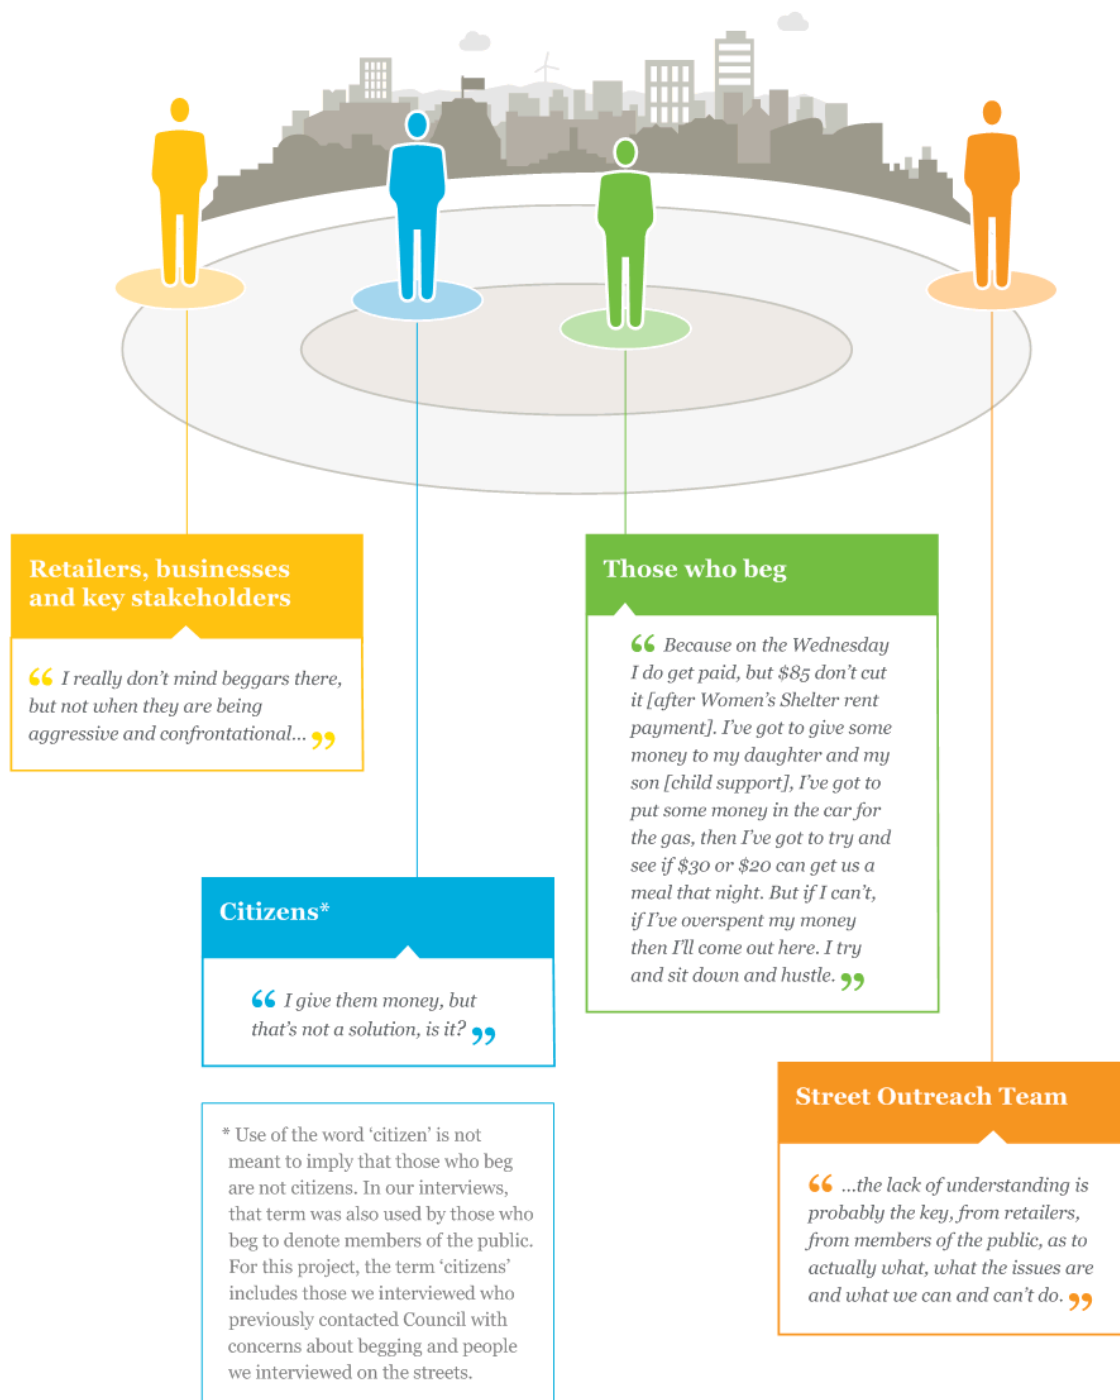 Retailers, businesses
and key stakeholders
“ I really don’t mind beggars there,
but not when they are being
aggressive and confrontational... ”
Those who beg
“ Because on the Wednesday
I do get paid, but $85 don’t cut
it [after Women’s Shelter rent
payment]. I’ve got to give some
money to my daughter and my
son [child support], I’ve got to
put some money in the car for
the gas, then I’ve got to try and
see if $30 or $20 can get us a
meal that night. But if I can’t,
if I’ve overspent my money
then I’ll come out here. I try
and sit down and hustle. ”
Citizens*
“ I give them money, but
that’s not a solution, is it? ”
* Use of the word ‘citizen’ is not
meant to imply that those who beg
are not citizens. In our interviews,
that term was also used by those who
beg to denote members of the public.
For this project, the term ‘citizens’
includes those we interviewed who
previously contacted Council with
concerns about begging and people
we interviewed on the streets.
Street Outreach Team
“ ...the lack of understanding is
probably the key, from retailers,
from members of the public, as to
actually what, what the issues are
and what we can and can’t do. ”